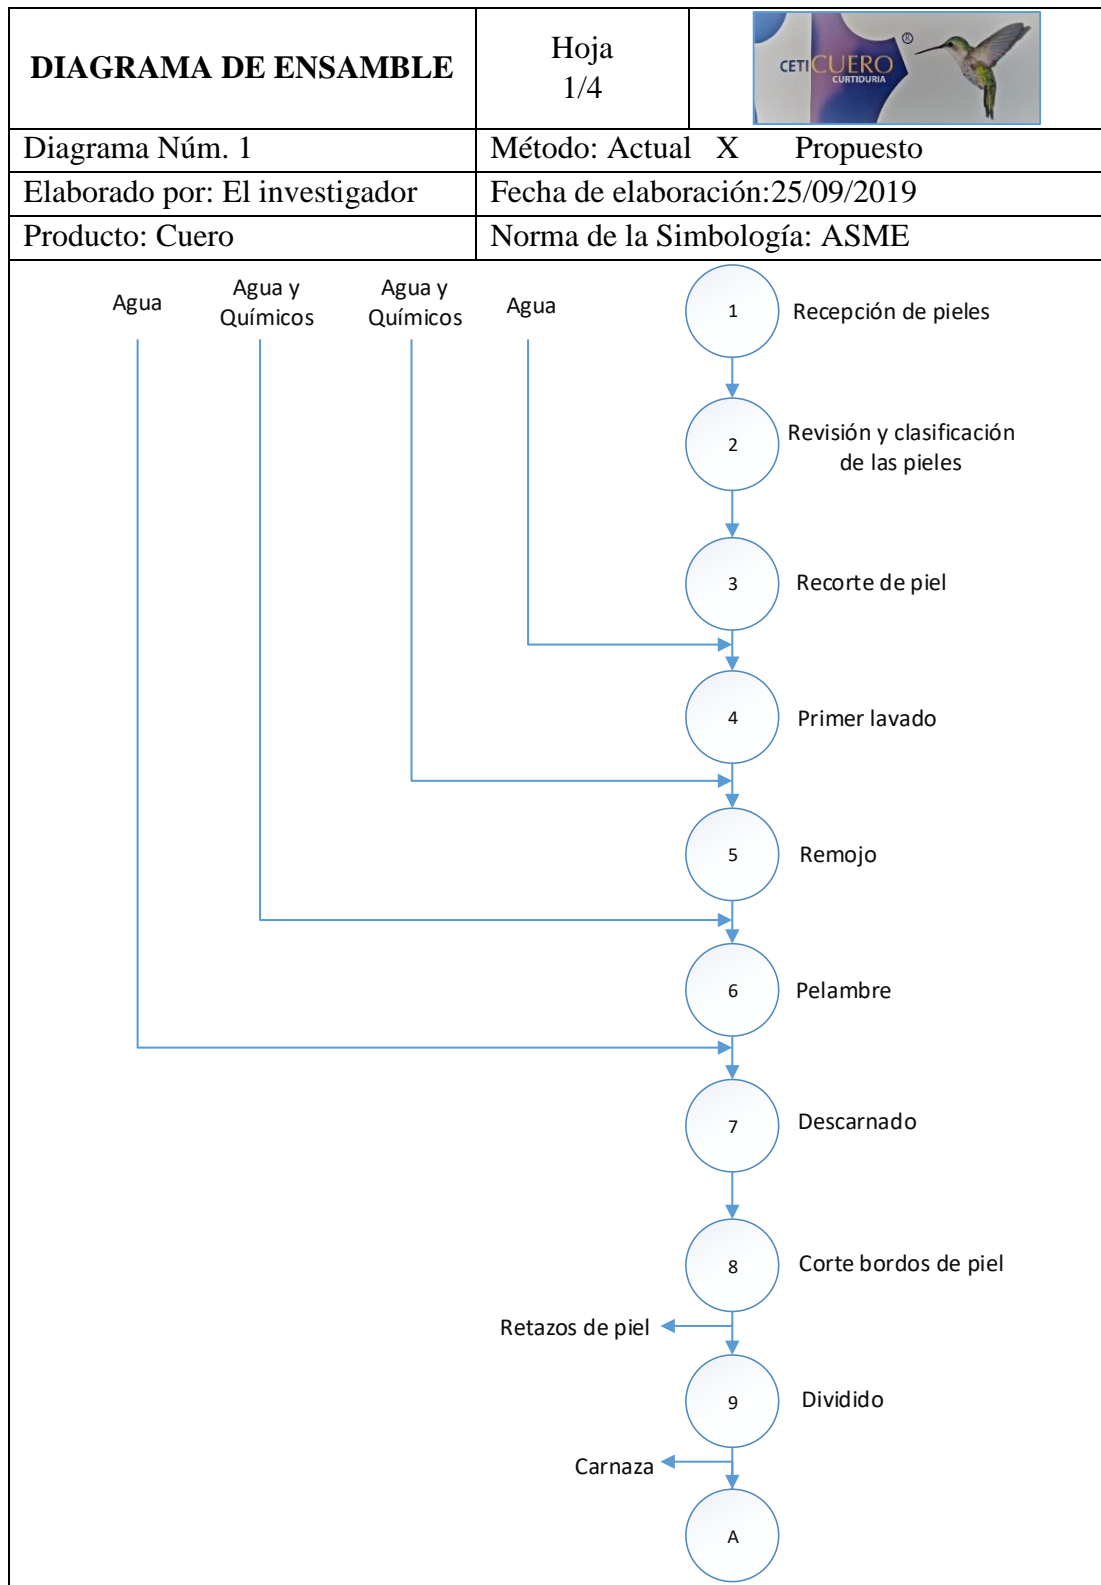 DIAGRAMA DE ENSAMBLE
Hoja
1/4
CETICUERO ®
CURTIDURIA
Diagrama Núm. 1
Método: Actual X Propuesto
Elaborado por: El investigador
Fecha de elaboración:25/09/2019
Producto: Cuero
Norma de la Simbología: ASME
Agua
Agua y
Químicos
Agua y
Químicos
Agua
1
Recepción de pieles
2
Revisión y clasificación
de las pieles
3
Recorte de piel
4
Primer lavado
5
Remojo
6
Pelambre
7
Descarnado
8
Corte bordos de piel
Retazos de piel
9
Dividido
Carnaza
A